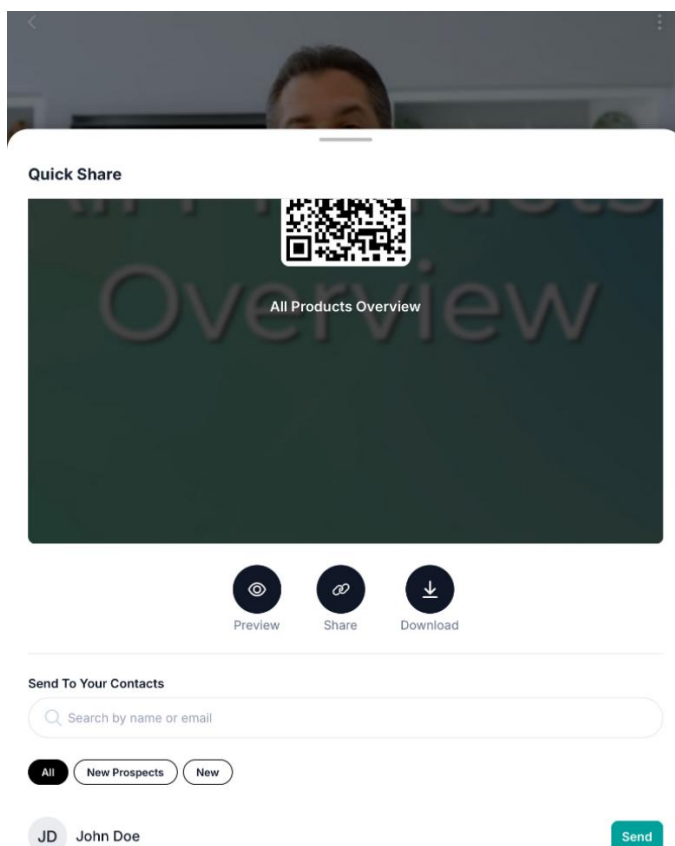 Quick Share
Overview
All Products Overview
Preview Share Download
Send To Your Contacts
Search by name or email
All New Prospects New
JD John Doe Send